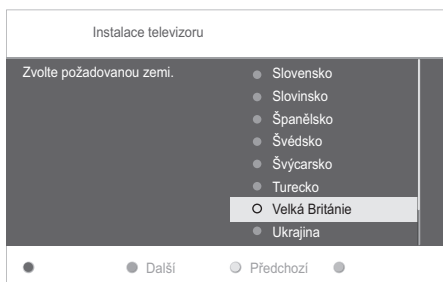 Instalace televizoru
Zvolte požadovanou zemi.
Slovensko
Slovinsko
Španělsko
Švédsko
Švýcarsko
Turecko
Velká Británie
Ukrajina
Další
Předchozí